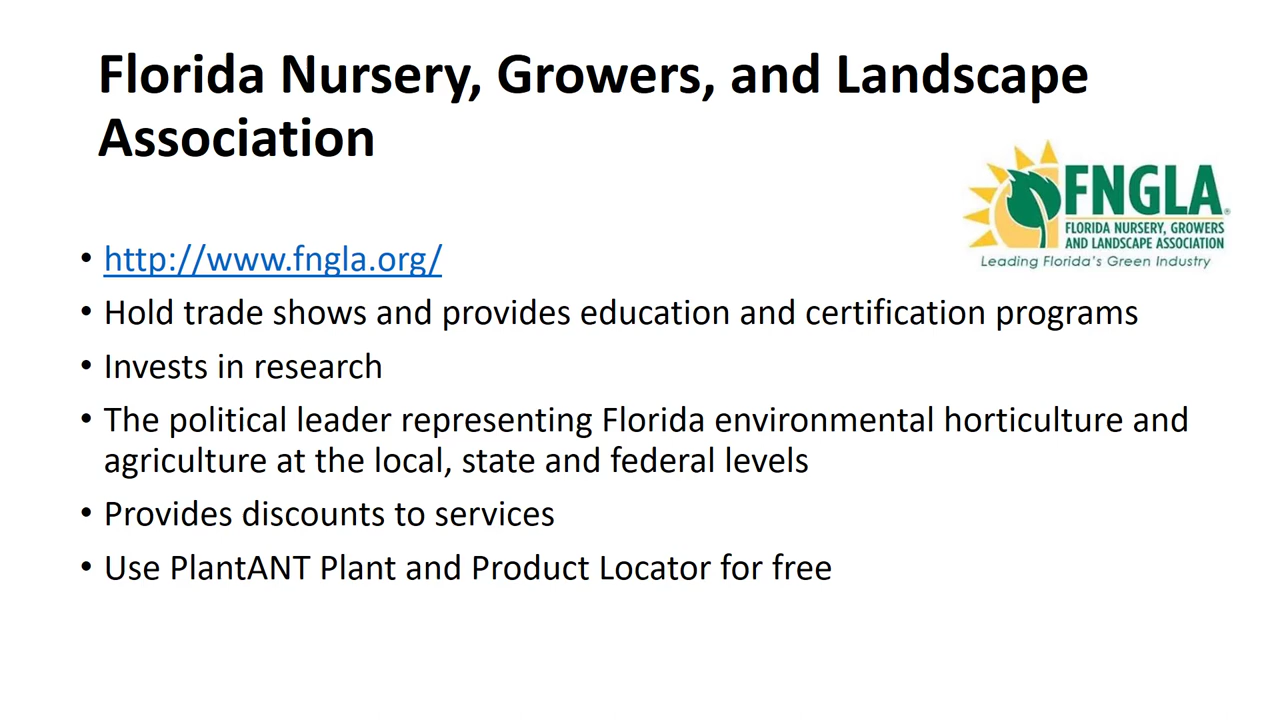 Florida Nursery, Growers, and Landscape
Association
FNGLA®
FLORIDA NURSERY, GROWERS
AND LANDSCAPE ASSOCIATION
Leading Florida's Green Industry
• http://www.fngla.org/
• Hold trade shows and provides education and certification programs
• Invests in research
• The political leader representing Florida environmental horticulture and
agriculture at the local, state and federal levels
• Provides discounts to services
• Use PlantANT Plant and Product Locator for free